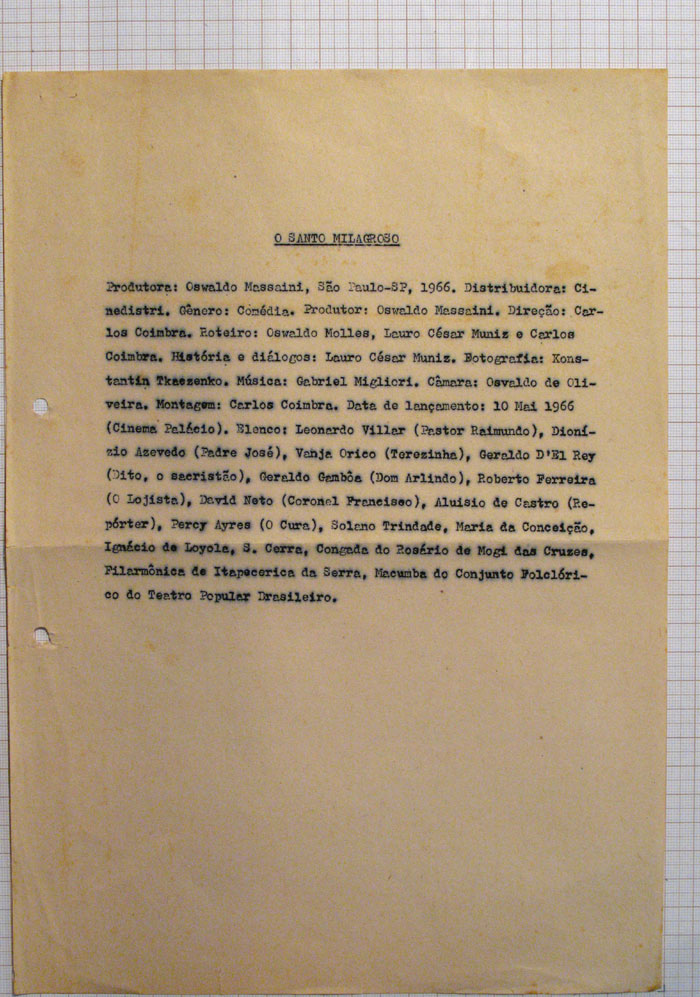 O SANTO MILAGROSO
Produtora: Oswaldo Massaini, São Paulo-SP, 1966. Distribuidora: Ci-
nedistri. Gênero: Comédia. Produtor: Oswaldo Massaini. Direção: Car-
los Coimbra. Roteiro: Oswaldo Molles, Lauro César Muniz e Carlos
Coimbra. História e diálogos: Lauro César Muniz. Fotografia: Kons-
tantin Tkaczenko. Música: Gabriel Migliori. Câmara: Osvaldo de Oli-
veira. Montagem: Carlos Coimbra. Data de lançamento: 10 Mai 1966
(Cinema Palácio). Elenco: Leonardo Villar (Pastor Raimundo), Dioní-
zio Azevedo (Padre José), Vanja Orico (Terezinha), Geraldo D'El Rey
(Dito, o sacristão), Geraldo Gambôa (Dom Arlindo), Roberto Ferreira
(O Lojista), David Neto (Coronel Francisco), Aluisio de Castro (Re-
pórter), Percy Ayres (O Cura), Solano Trindade, Maria da Conceição,
Ignácio de Loyola, S. Cerra, Congada do Rosário de Mogi das Cruzes,
Filarmônica de Itapecerica da Serra, Macumba do Conjunto Folclóri-
co do Teatro Popular Brasileiro.